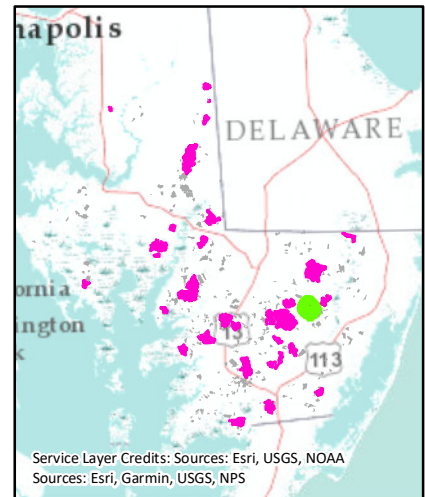 napolis
DELAWARE
ornia
ington
k
13
113
Service Layer Credits: Sources: Esri, USGS, NOAA
Sources: Esri, Garmin, USGS, NPS